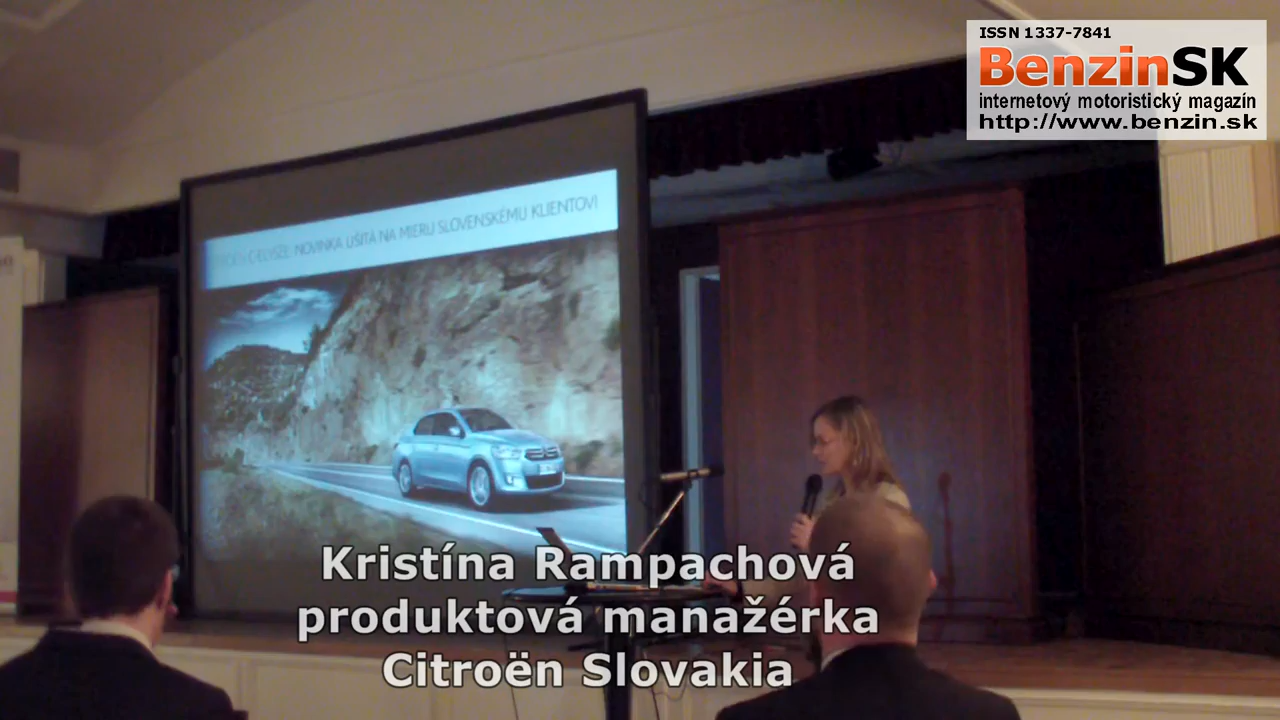 ISSN 1337-7841
BenzinSK
internetový motoristický magazín
http://www.benzin.sk
C-ELYSÉE: NOVINKA UŠITÁ NA MIERU SLOVENSKÉMU KLIENTOVI
Kristína Rampachová
produktová manažérka
Citroën Slovakia